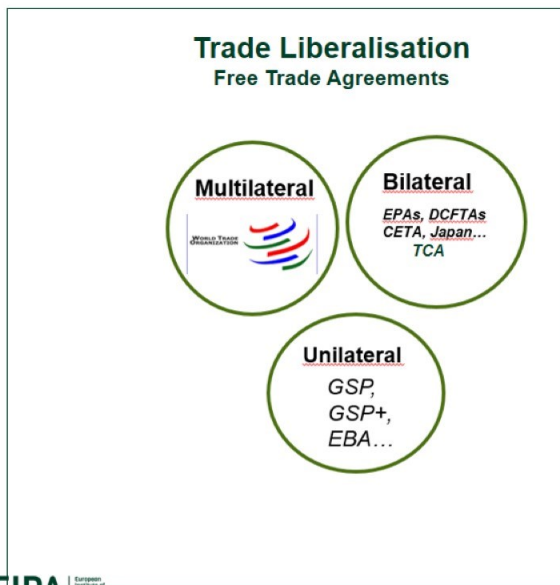 Trade Liberalisation
Free Trade Agreements
Multilateral
WORLD TRADE
ORGANIZATION
Bilateral
EPAs, DCFTAs
CETA, Japan...
TCA
Unilateral
GSP,
GSP+,
EBA...
European